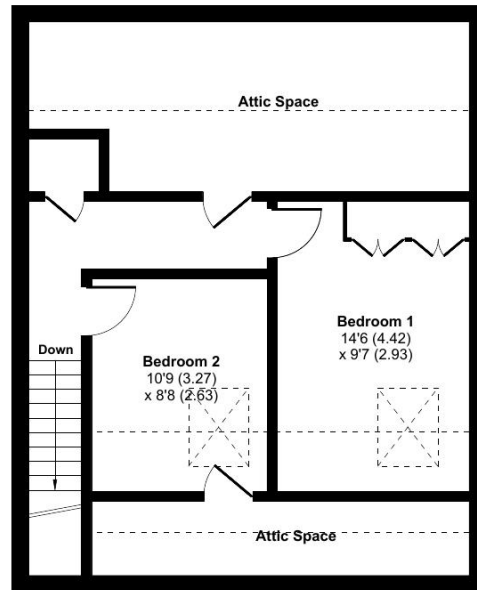 Attic Space
Bedroom 1
14'6 (4.42)
x 9'7 (2.93)
Down
Bedroom 2
10'9 (3.27)
x 8'8 (2.63)
Attic Space